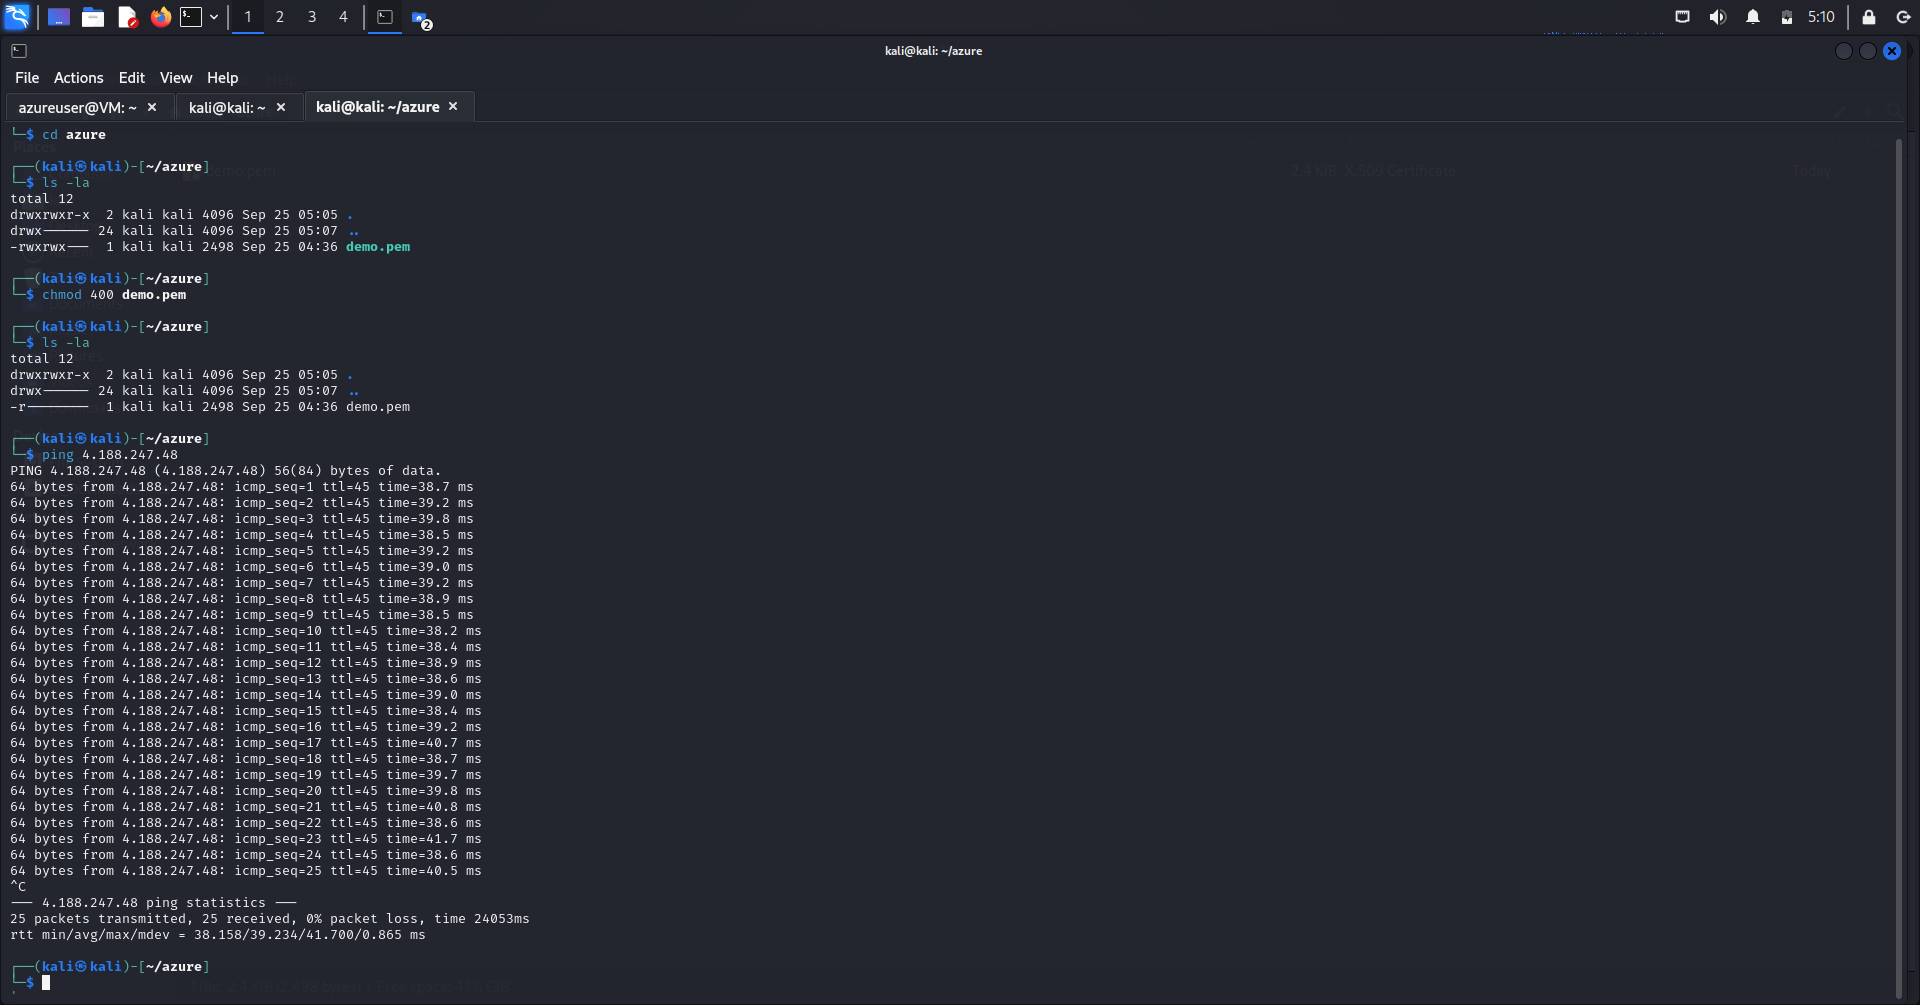 1 2 3 4 2 5:10
kali@kali: ~/azure
File Actions Edit View Help
azureuser@VM: ~ × kali@kali: ~ × kali@kali: ~/azure ×
└─$ cd azure
┌──(kali㉿kali)-[~/azure]
└─$ ls -la
total 12
drwxrwxr-x  2 kali kali 4096 Sep 25 05:05 .
drwx------ 24 kali kali 4096 Sep 25 05:07 ..
-rwxrwx---  1 kali kali 2498 Sep 25 04:36 demo.pem
┌──(kali㉿kali)-[~/azure]
└─$ chmod 400 demo.pem
┌──(kali㉿kali)-[~/azure]
└─$ ls -la
total 12
drwxrwxr-x  2 kali kali 4096 Sep 25 05:05 .
drwx------ 24 kali kali 4096 Sep 25 05:07 ..
-r--------  1 kali kali 2498 Sep 25 04:36 demo.pem
┌──(kali㉿kali)-[~/azure]
└─$ ping 4.188.247.48
PING 4.188.247.48 (4.188.247.48) 56(84) bytes of data.
64 bytes from 4.188.247.48: icmp_seq=1 ttl=45 time=38.7 ms
64 bytes from 4.188.247.48: icmp_seq=2 ttl=45 time=39.2 ms
64 bytes from 4.188.247.48: icmp_seq=3 ttl=45 time=39.8 ms
64 bytes from 4.188.247.48: icmp_seq=4 ttl=45 time=38.5 ms
64 bytes from 4.188.247.48: icmp_seq=5 ttl=45 time=39.2 ms
64 bytes from 4.188.247.48: icmp_seq=6 ttl=45 time=39.0 ms
64 bytes from 4.188.247.48: icmp_seq=7 ttl=45 time=39.2 ms
64 bytes from 4.188.247.48: icmp_seq=8 ttl=45 time=38.9 ms
64 bytes from 4.188.247.48: icmp_seq=9 ttl=45 time=38.5 ms
64 bytes from 4.188.247.48: icmp_seq=10 ttl=45 time=38.2 ms
64 bytes from 4.188.247.48: icmp_seq=11 ttl=45 time=38.4 ms
64 bytes from 4.188.247.48: icmp_seq=12 ttl=45 time=38.9 ms
64 bytes from 4.188.247.48: icmp_seq=13 ttl=45 time=38.6 ms
64 bytes from 4.188.247.48: icmp_seq=14 ttl=45 time=39.0 ms
64 bytes from 4.188.247.48: icmp_seq=15 ttl=45 time=38.4 ms
64 bytes from 4.188.247.48: icmp_seq=16 ttl=45 time=39.2 ms
64 bytes from 4.188.247.48: icmp_seq=17 ttl=45 time=40.7 ms
64 bytes from 4.188.247.48: icmp_seq=18 ttl=45 time=38.7 ms
64 bytes from 4.188.247.48: icmp_seq=19 ttl=45 time=39.7 ms
64 bytes from 4.188.247.48: icmp_seq=20 ttl=45 time=39.8 ms
64 bytes from 4.188.247.48: icmp_seq=21 ttl=45 time=40.8 ms
64 bytes from 4.188.247.48: icmp_seq=22 ttl=45 time=38.6 ms
64 bytes from 4.188.247.48: icmp_seq=23 ttl=45 time=41.7 ms
64 bytes from 4.188.247.48: icmp_seq=24 ttl=45 time=38.6 ms
64 bytes from 4.188.247.48: icmp_seq=25 ttl=45 time=40.5 ms
^C
--- 4.188.247.48 ping statistics ---
25 packets transmitted, 25 received, 0% packet loss, time 24053ms
rtt min/avg/max/mdev = 38.158/39.234/41.700/0.865 ms
┌──(kali㉿kali)-[~/azure]
└─$